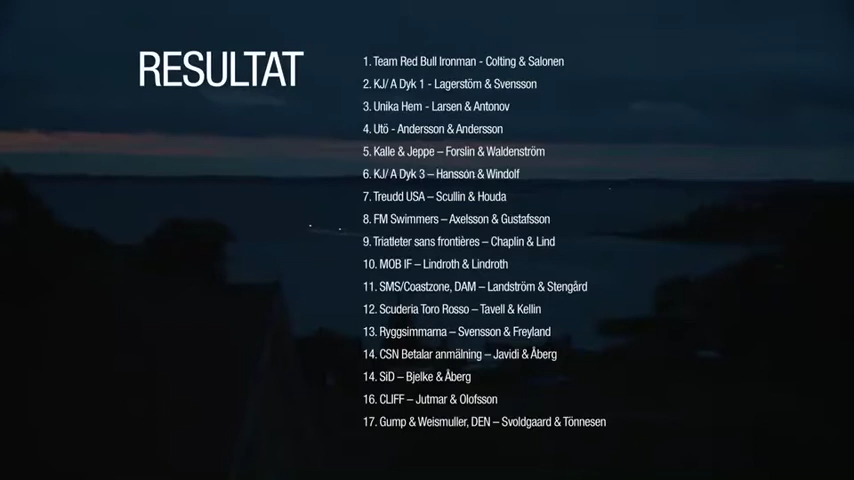 RESULTAT
1. Team Red Bull Ironman - Colting & Salonen
2. KJ/ A Dyk 1 - Lagerstöm & Svensson
3. Unika Hem - Larsen & Antonov
4. Utö - Andersson & Andersson
5. Kalle & Jeppe – Forslin & Waldenström
6. KJ/ A Dyk 3 – Hanssón & Windolf
7. Treudd USA – Scullin & Houda
8. FM Swimmers – Axelsson & Gustafsson
9. Triatleter sans frontières – Chaplin & Lind
10. MOB IF – Lindroth & Lindroth
11. SMS/Coastzone, DAM – Landström & Stengård
12. Scuderia Toro Rosso – Tavell & Kellin
13. Ryggsimmarna – Svensson & Freyland
14. CSN Betalar anmälning – Javidi & Åberg
14. SiD – Bjelke & Åberg
16. CLIFF – Jutmar & Olofsson
17. Gump & Weismuller, DEN – Svoldgaard & Tönnesen